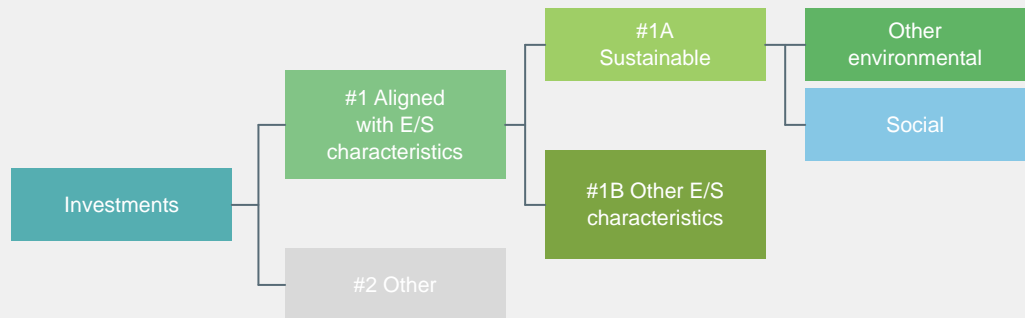 Investments
#1 Aligned
with E/S
characteristics
#2 Other
#1A
Sustainable
#1B Other E/S
characteristics
Other
environmental
Social